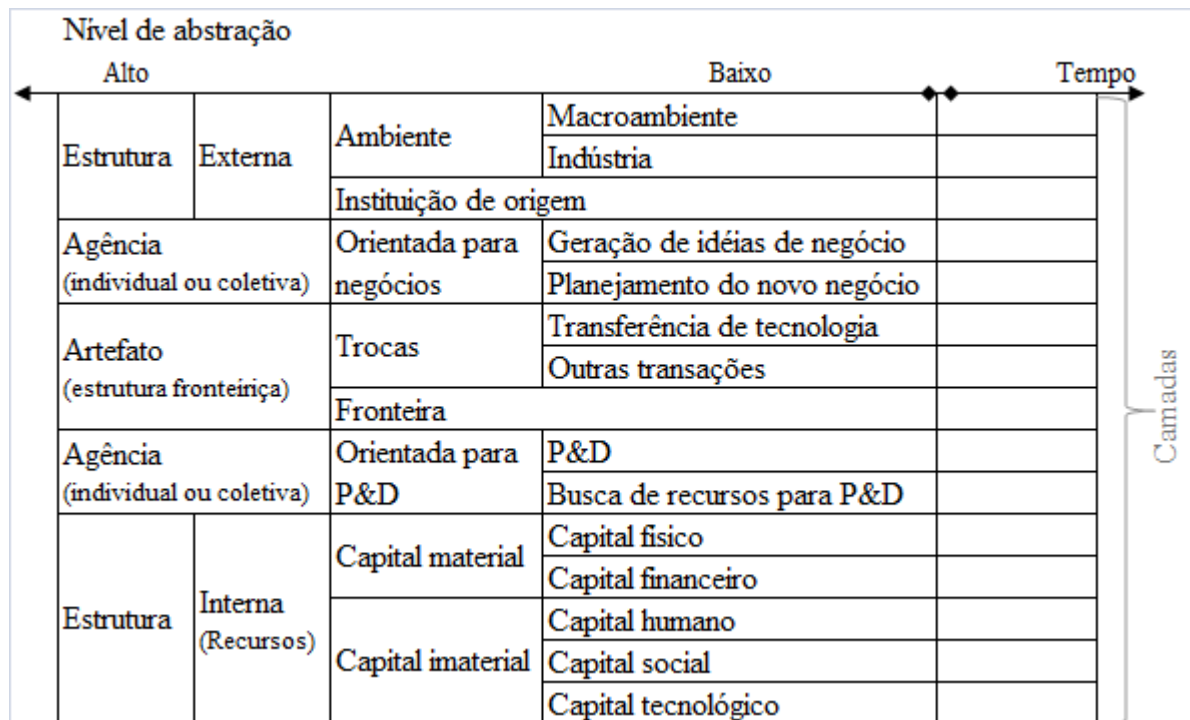 Nível de abstração
Alto
Baixo
Tempo
Estrutura
Externa
Ambiente
Macroambiente
Indústria
Instituição de origem
Agência
(individual ou coletiva)
Orientada para
negócios
Geração de idéias de negócio
Planejamento do novo negócio
Artefato
(estrutura fronteiriça)
Trocas
Transferência de tecnologia
Outras transações
Fronteira
Agência
(individual ou coletiva)
Orientada para
P&D
P&D
Busca de recursos para P&D
Estrutura
Interna
(Recursos)
Capital material
Capital físico
Capital financeiro
Capital imaterial
Capital humano
Capital social
Capital tecnológico
Camadas